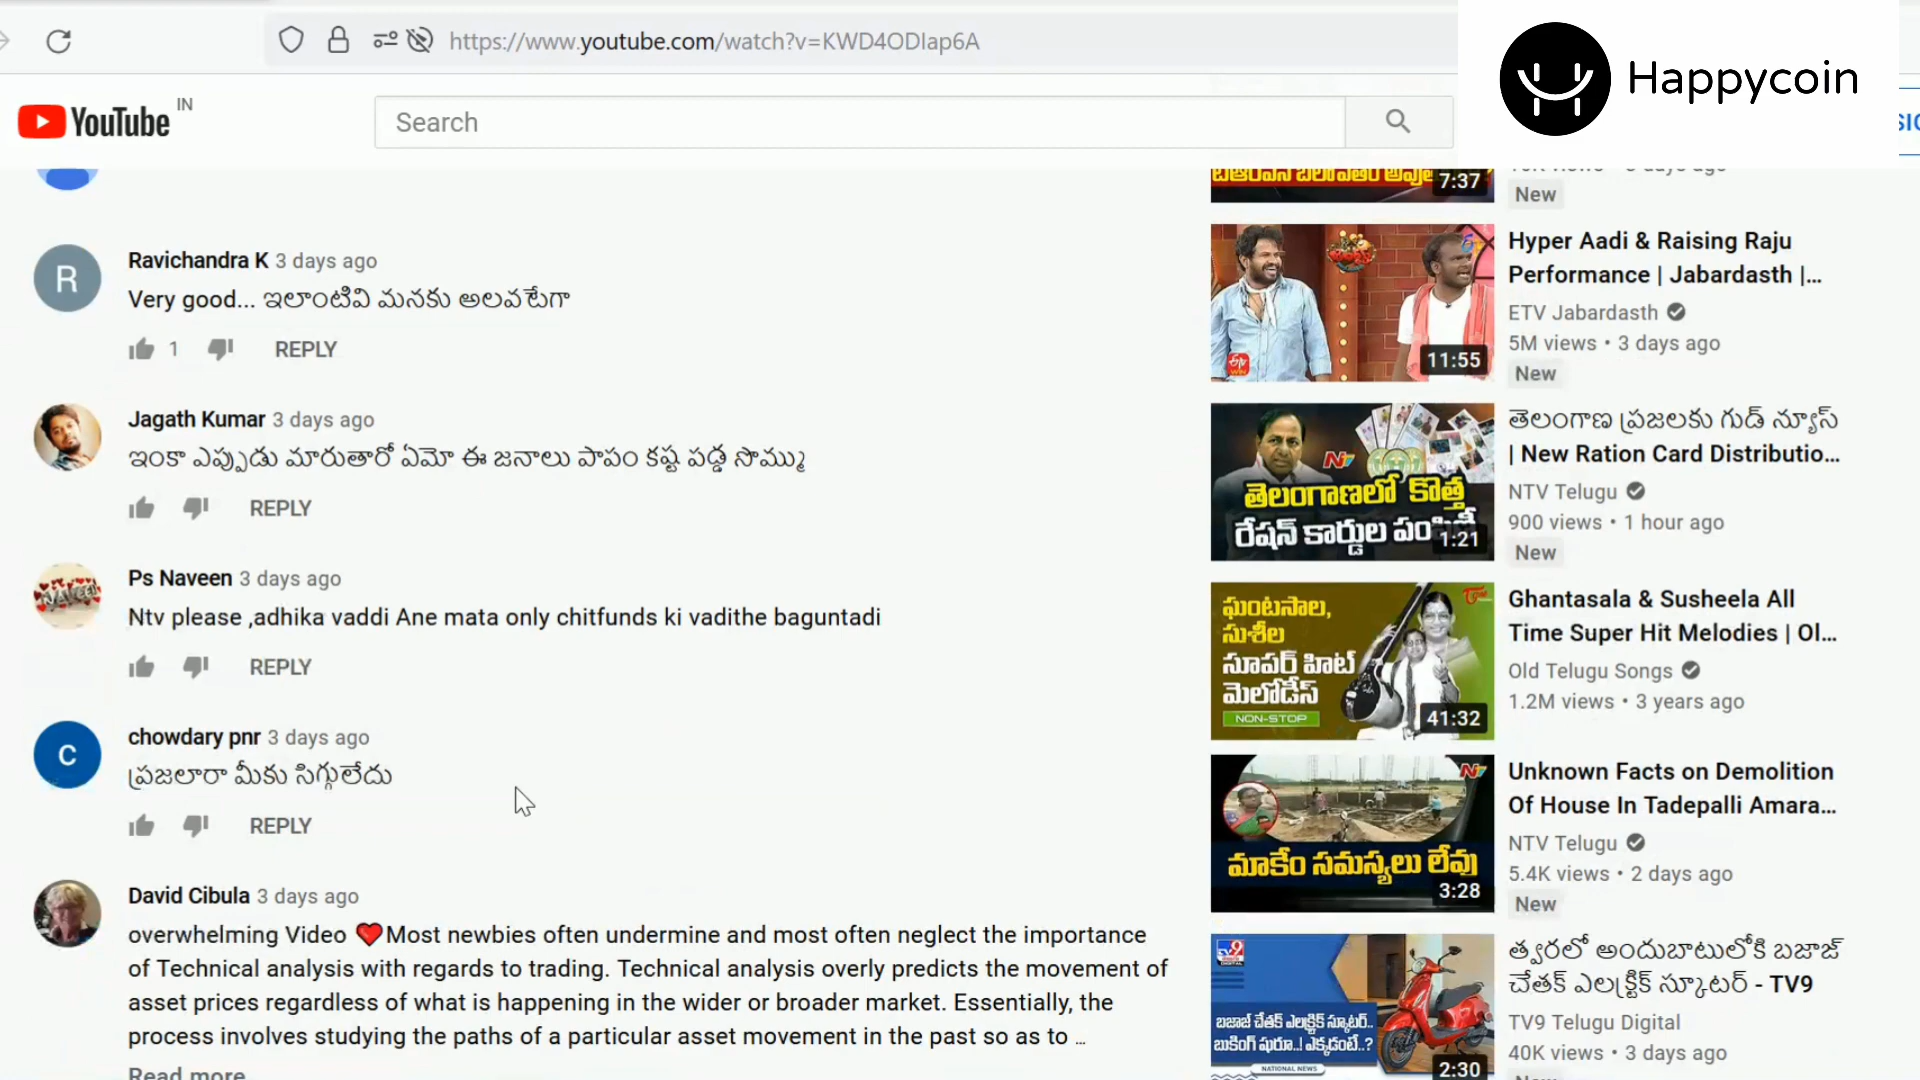 https://www.youtube.com/watch?v=KWD4ODIap6A
Happycoin
YouTube
IN
Search
Ravichandra K 3 days ago
Very good... ఇలాంటివి మనకు అలవాటేగా
1
REPLY
Jagath Kumar 3 days ago
ఇంకా ఎప్పుడు మారుతారో ఏమో ఈ జనాలు పాపం కష్ట పడ్డ సొమ్ము
REPLY
Ps Naveen 3 days ago
Ntv please ,adhika vaddi Ane mata only chitfunds ki vadithe baguntadi
REPLY
chowdary pnr 3 days ago
ప్రజలారా మీకు సిగ్గులేదు
REPLY
David Cibula 3 days ago
overwhelming Video ❤Most newbies often undermine and most often neglect the importance
of Technical analysis with regards to trading. Technical analysis overly predicts the movement of
asset prices regardless of what is happening in the wider or broader market. Essentially, the
process involves studying the paths of a particular asset movement in the past so as to ...
Read more
7:37
New
11:55
Hyper Aadi & Raising Raju
Performance | Jabardasth |...
ETV Jabardasth
5M views • 3 days ago
New
తెలంగాణలో కొత్త
రేషన్ కార్డుల
1:21
తెలంగాణ ప్రజలకు గుడ్ న్యూస్
| New Ration Card Distributio...
NTV Telugu
900 views • 1 hour ago
New
ఘంటసాల,
సుశీల
సూపర్ హిట్
మెలోడీస్
NON-STOP
41:32
Ghantasala & Susheela All
Time Super Hit Melodies | Ol...
Old Telugu Songs
1.2M views • 3 years ago
మాకేం సమస్యలు లేవు
3:28
Unknown Facts on Demolition
Of House In Tadepalli Amara...
NTV Telugu
5.4K views • 2 days ago
New
బజాజ్ చేతక్ ఎలక్ట్రిక్ స్కూటర్..
బుకింగ్ షురూ..! ఎక్కడంటే..?
NATIONAL NEWS
2:30
త్వరలో అందుబాటులోకి బజాజ్
చేతక్ ఎలక్ట్రిక్ స్కూటర్ - TV9
TV9 Telugu Digital
40K views • 3 days ago